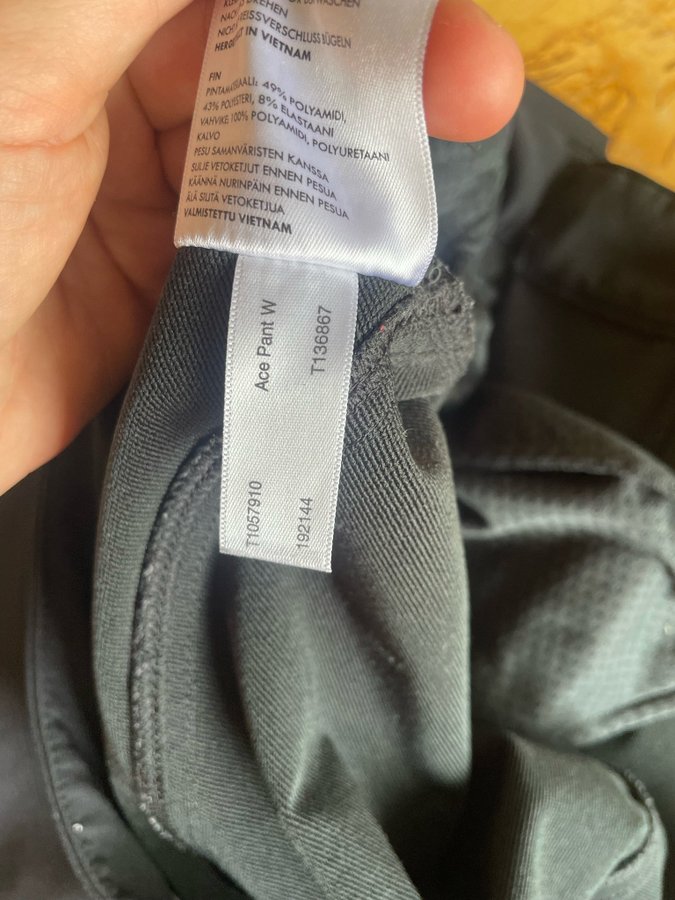 DREHEN
NICHT REISSVERSCHLUSS BÜGELN
IN VIETNAM
FIN
PINTAMATERIAALI: 49% POLYAMIDI,
43% POLYESTERI, 8% ELASTAANI
VAHVIKE 100% POLYAMIDI, POLYURETAANI
KALVO
PESU SAMANVÄRISTEN KANSSA
SULJE VETOKETJUT ENNEN PESUA
KÄÄNNÄ NURINPÄIN ENNEN PESUA
ÄLÄ SILITÄ VETOKETJUA
VALMISTETTU VIETNAM
Ace Pant W
T136867
T1057910
192144